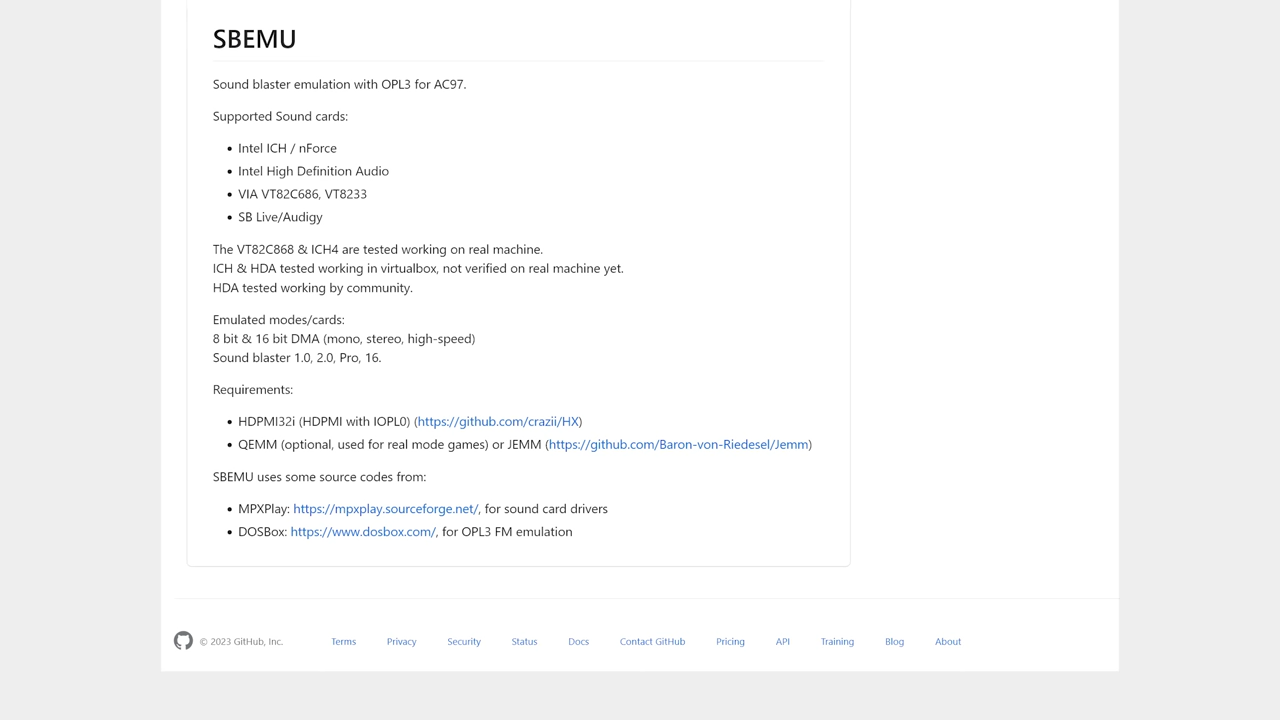 SBEMU
Sound blaster emulation with OPL3 for AC97.
Supported Sound cards:
• Intel ICH / nForce
• Intel High Definition Audio
• VIA VT82C686, VT8233
• SB Live/Audigy
The VT82C868 & ICH4 are tested working on real machine.
ICH & HDA tested working in virtualbox, not verified on real machine yet.
HDA tested working by community.
Emulated modes/cards:
8 bit & 16 bit DMA (mono, stereo, high-speed)
Sound blaster 1.0, 2.0, Pro, 16.
Requirements:
• HDPMI32i (HDPMI with IOPL0) (https://github.com/crazii/HX)
• QEMM (optional, used for real mode games) or JEMM (https://github.com/Baron-von-Riedesel/Jemm)
SBEMU uses some source codes from:
• MPXPlay: https://mpxplay.sourceforge.net/, for sound card drivers
• DOSBox: https://www.dosbox.com/, for OPL3 FM emulation
© 2023 GitHub, Inc. Terms Privacy Security Status Docs Contact GitHub Pricing API Training Blog About